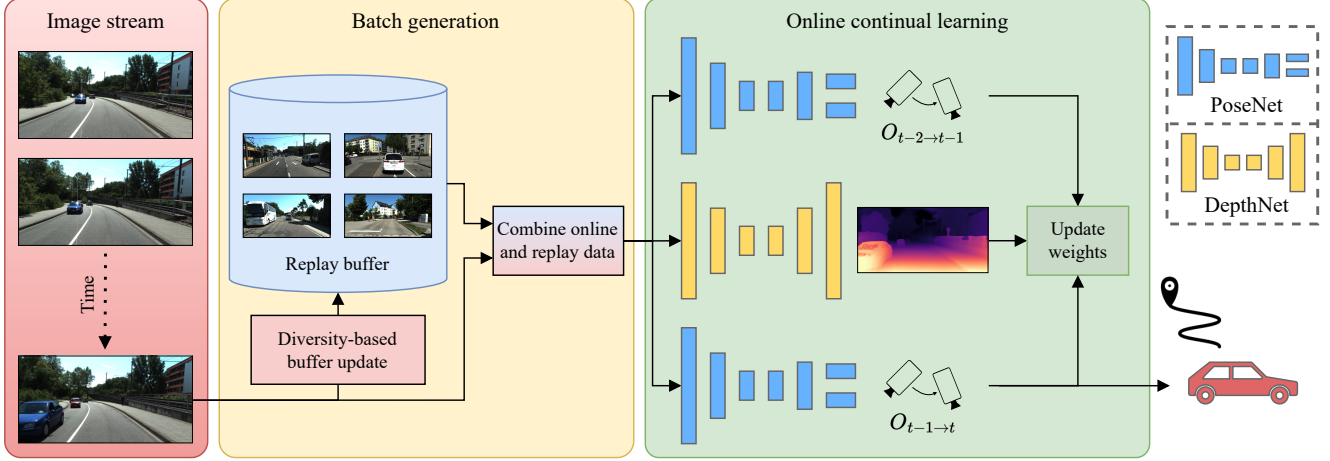 Image stream
Time
Batch generation
Replay buffer
Diversity-based
buffer update
Combine online
and replay data
Online continual learning
O_{t−2→t−1}
O_{t−1→t}
Update
weights
PoseNet
DepthNet